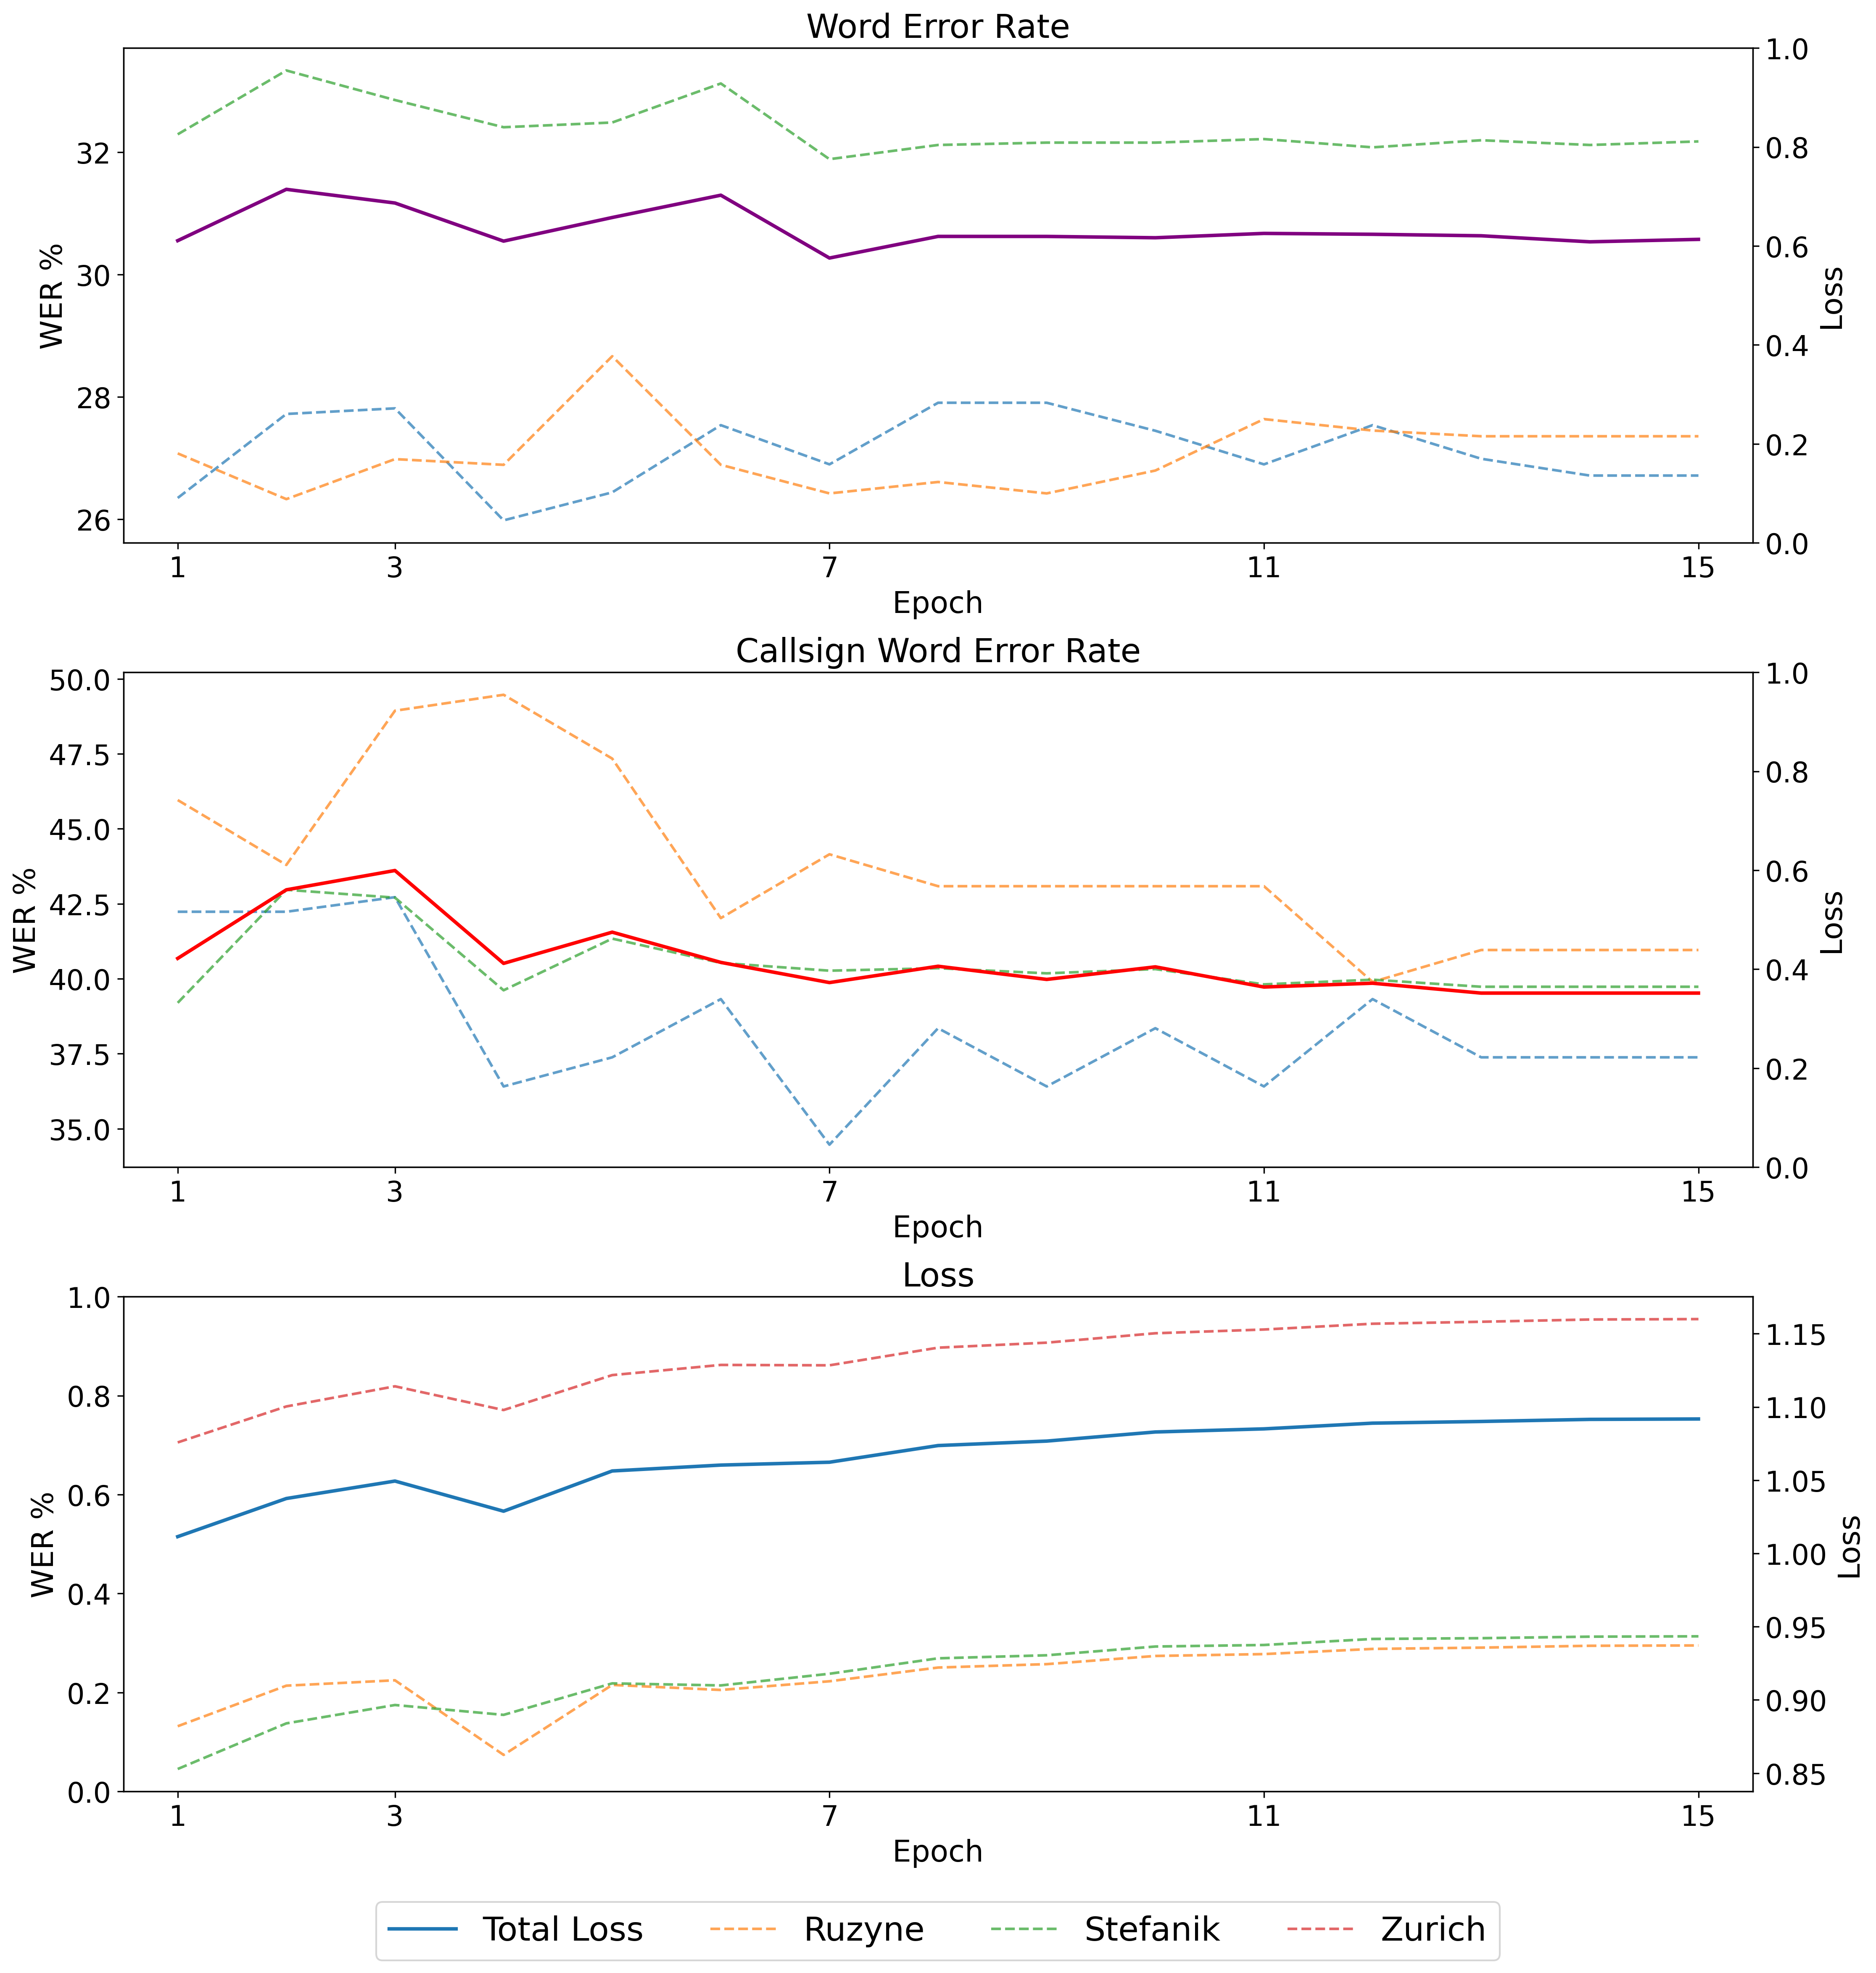 Word Error Rate
WER %
32
30
28
26
1.0
0.8
0.6
0.4
0.2
0.0
Loss
1 3 7 11 15
Epoch
Callsign Word Error Rate
WER %
50.0
47.5
45.0
42.5
40.0
37.5
35.0
1.0
0.8
0.6
0.4
0.2
0.0
Loss
1 3 7 11 15
Epoch
Loss
WER %
1.0
0.8
0.6
0.4
0.2
0.0
1.15
1.10
1.05
1.00
0.95
0.90
0.85
Loss
1 3 7 11 15
Epoch
Total Loss Ruzyne Stefanik Zurich